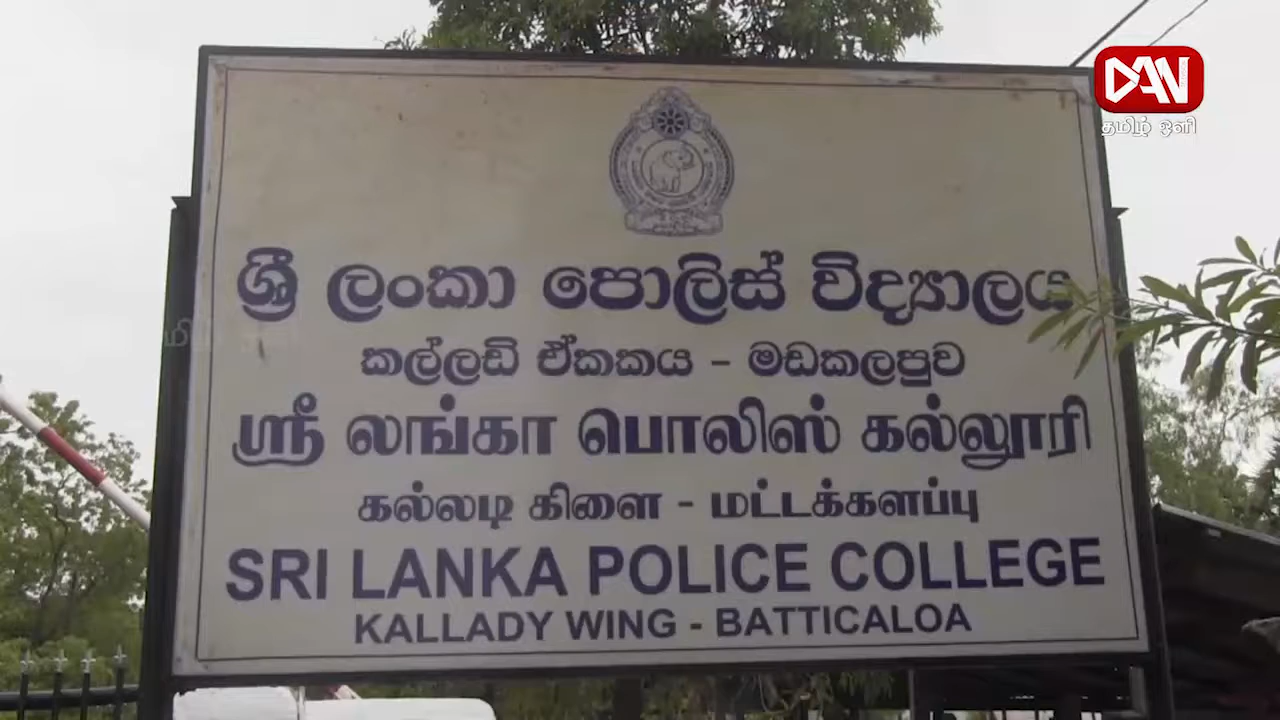 DAN
தமிழ் ஒளி
ශ්‍රී ලංකා පොලිස් විද්‍යාලය
කල්ලඩි ඒකකය - මඩකලපුව
ஸ்ரீ லங்கா பொலிஸ் கல்லூரி
கல்லடி கிளை - மட்டக்களப்பு
SRI LANKA POLICE COLLEGE
KALLADY WING - BATTICALOA